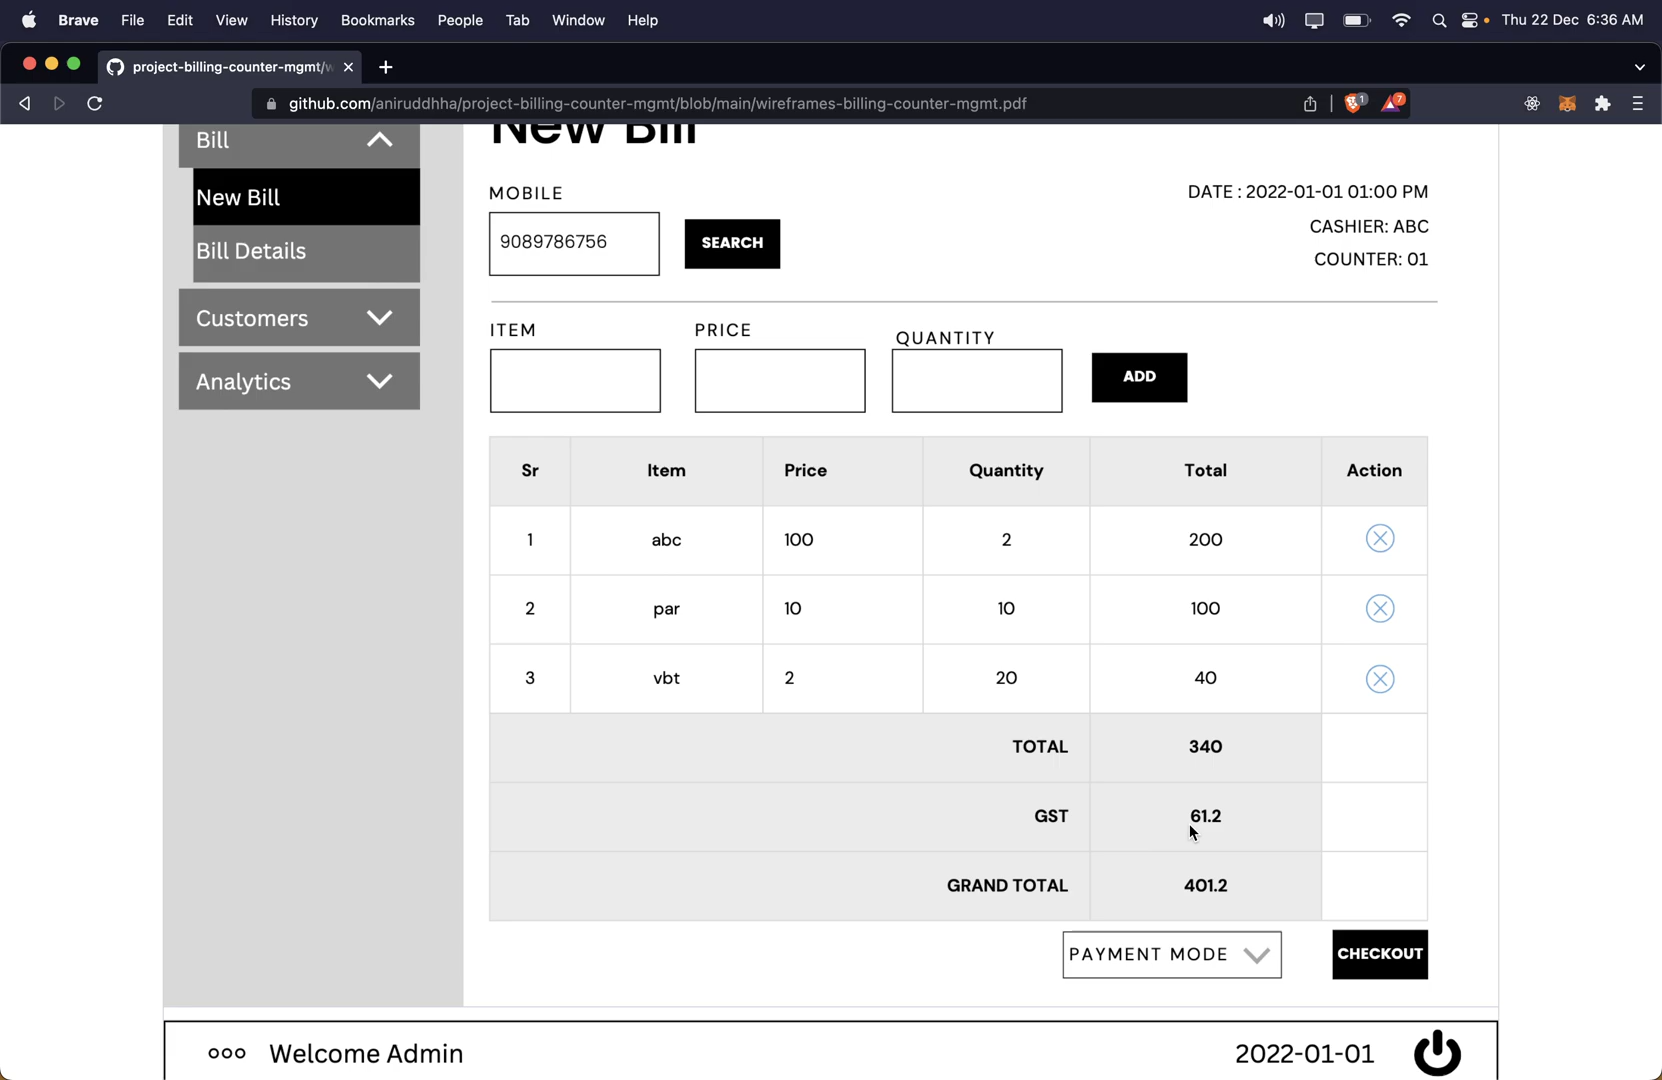 Brave File Edit View History Bookmarks People Tab Window Help Thu 22 Dec 6:36 AM
project-billing-counter-mgmt/w
github.com/aniruddhha/project-billing-counter-mgmt/blob/main/wireframes-billing-counter-mgmt.pdf 1 7
Bill
New Bill
Bill Details
Customers
Analytics
New Bill
MOBILE
9089786756
SEARCH
DATE : 2022-01-01 01:00 PM
CASHIER: ABC
COUNTER: 01
ITEM PRICE QUANTITY
ADD
Sr Item Price Quantity Total Action
1 abc 100 2 200
2 par 10 10 100
3 vbt 2 20 40
TOTAL 340
GST 61.2
GRAND TOTAL 401.2
PAYMENT MODE CHECKOUT
Welcome Admin 2022-01-01